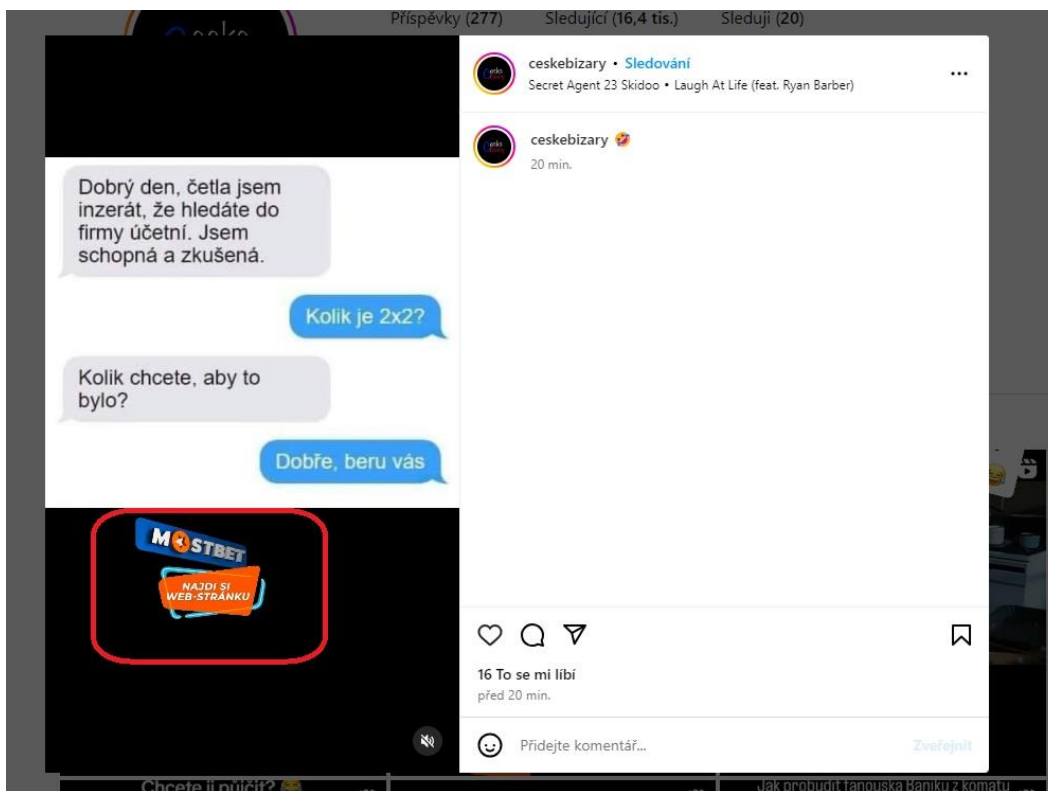 Příspěvky (277) Sledující (16,4 tis.) Sleduji (20)
ceskebizary • Sledování
Secret Agent 23 Skidoo • Laugh At Life (feat. Ryan Barber)
ceskebizary 🤣
20 min.
Dobrý den, četla jsem
inzerát, že hledáte do
firmy účetní. Jsem
schopná a zkušená.
Kolik je 2x2?
Kolik chcete, aby to
bylo?
Dobře, beru vás
MOSTBET
NAJDI SI
WEB-STRÁNKU
16 To se mi líbí
před 20 min.
Přidejte komentář...
Zveřejnit
Chcete ji půjčit? 😂
Jak probudit fanouška Baníku z komatu